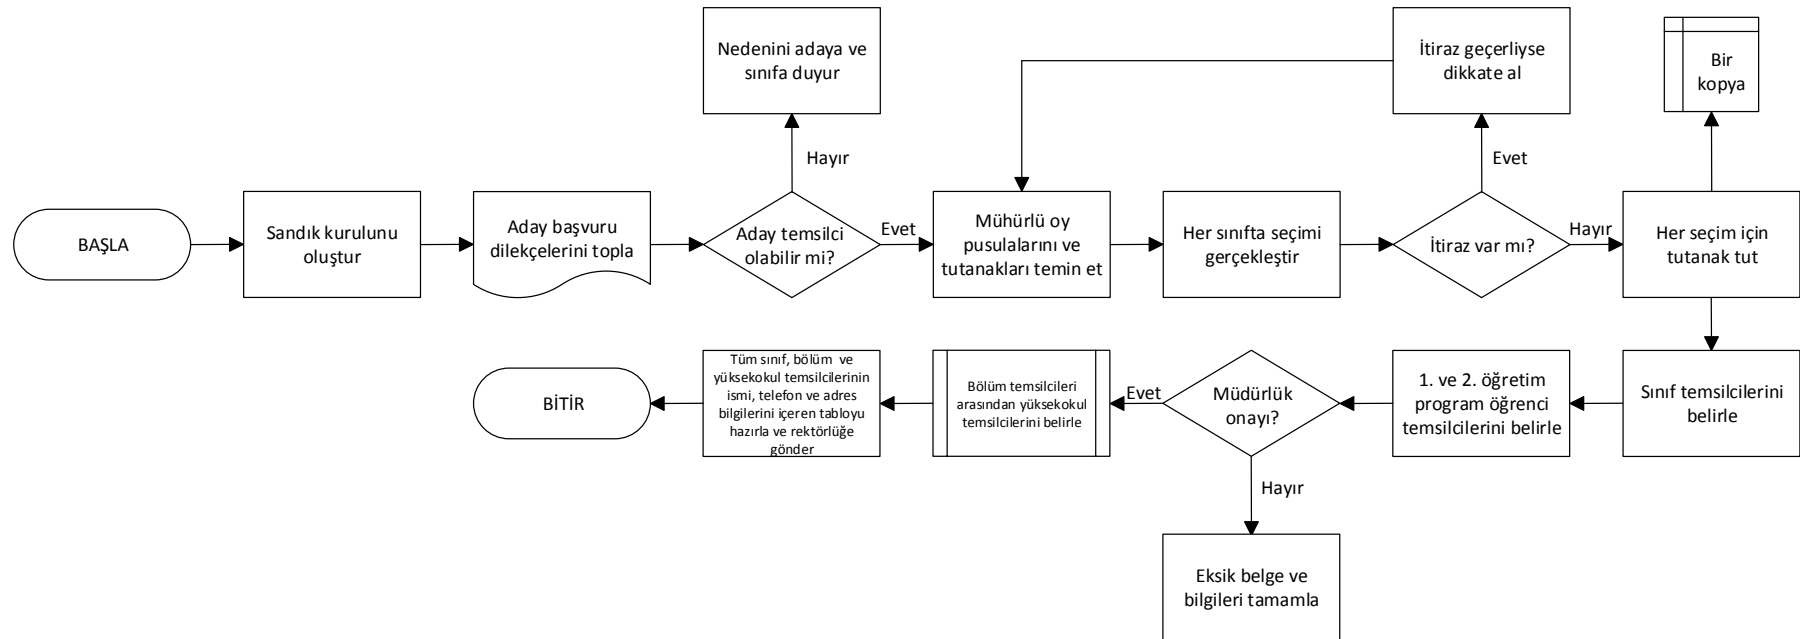 Nedenini adaya ve
sınıfa duyur
İtiraz geçerliyse
dikkate al
Bir
kopya
Hayır
Evet
BAŞLA
Sandık kurulunu
oluştur
Aday başvuru
dilekçelerini topla
Aday temsilci
olabilir mi?
Evet
Mühürlü oy
pusulalarını ve
tutanakları temin et
Her sınıfta seçimi
gerçekleştir
İtiraz var mı?
Hayır
Her seçim için
tutanak tut
BİTİR
Tüm sınıf, bölüm ve
yüksekokul temsilcilerinin
ismi, telefon ve adres
bilgilerini içeren tabloyu
hazırla ve rektörlüğe
gönder
Bölüm temsilcileri
arasından yüksekokul
temsilcilerini belirle
Evet
Müdürlük
onayı?
1. ve 2. öğretim
program öğrenci
temsilcilerini belirle
Sınıf temsilcilerini
belirle
Hayır
Eksik belge ve
bilgileri tamamla